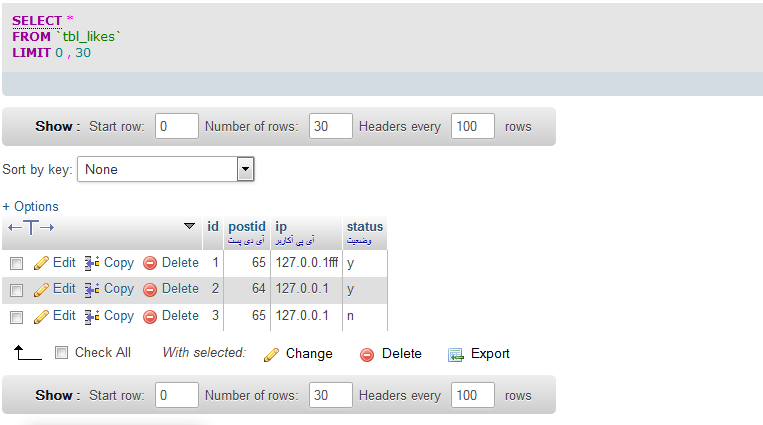 SELECT *
FROM `tbl_likes`
LIMIT 0 , 30
Show : Start row: 0 Number of rows: 30 Headers every 100 rows
Sort by key: None
+ Options
id postid ip status
آی دی پست آی پی آکاربر وضعیت
Edit Copy Delete 1 65 127.0.0.1fff y
Edit Copy Delete 2 64 127.0.0.1 y
Edit Copy Delete 3 65 127.0.0.1 n
Check All With selected: Change Delete Export
Show : Start row: 0 Number of rows: 30 Headers every 100 rows